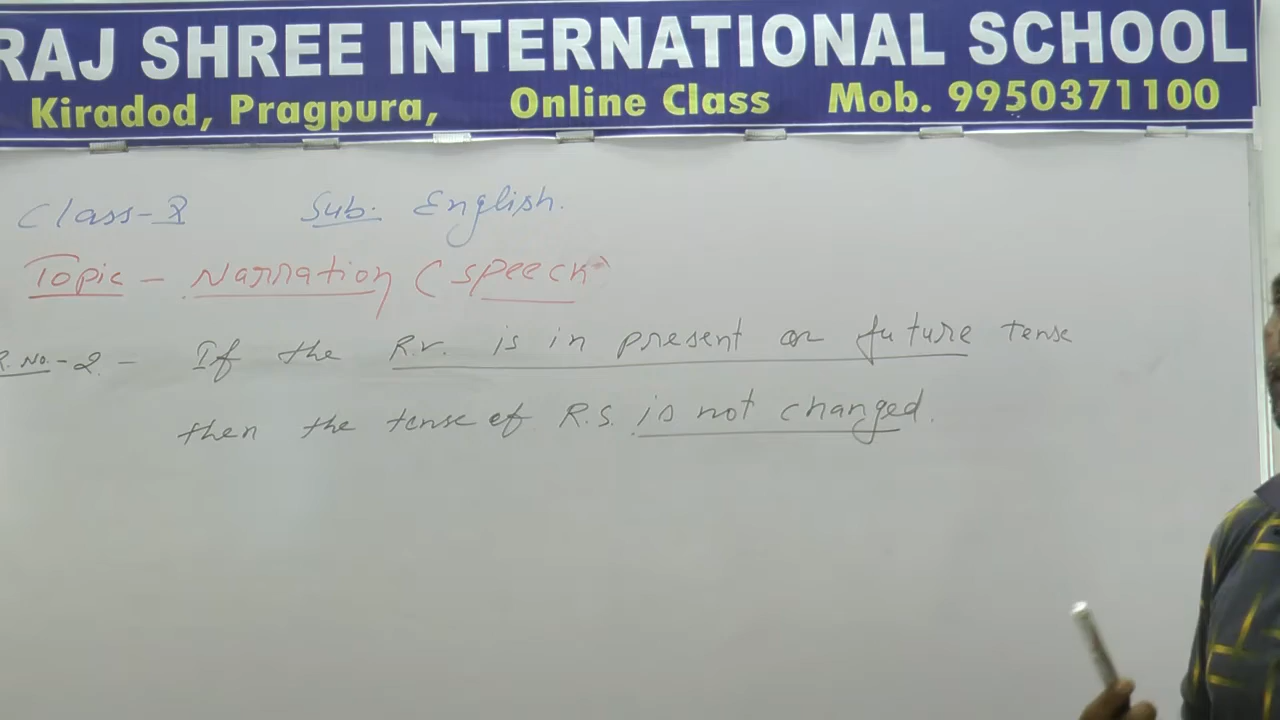 RAJ SHREE INTERNATIONAL SCHOOL
Kiradod, Pragpura, Online Class Mob. 9950371100
Class- Sub. English.
Topic - Narration (Speech)
R. No. - 2 - If the R.V. is in present or future tense
then the tense of R.S. is not changed.